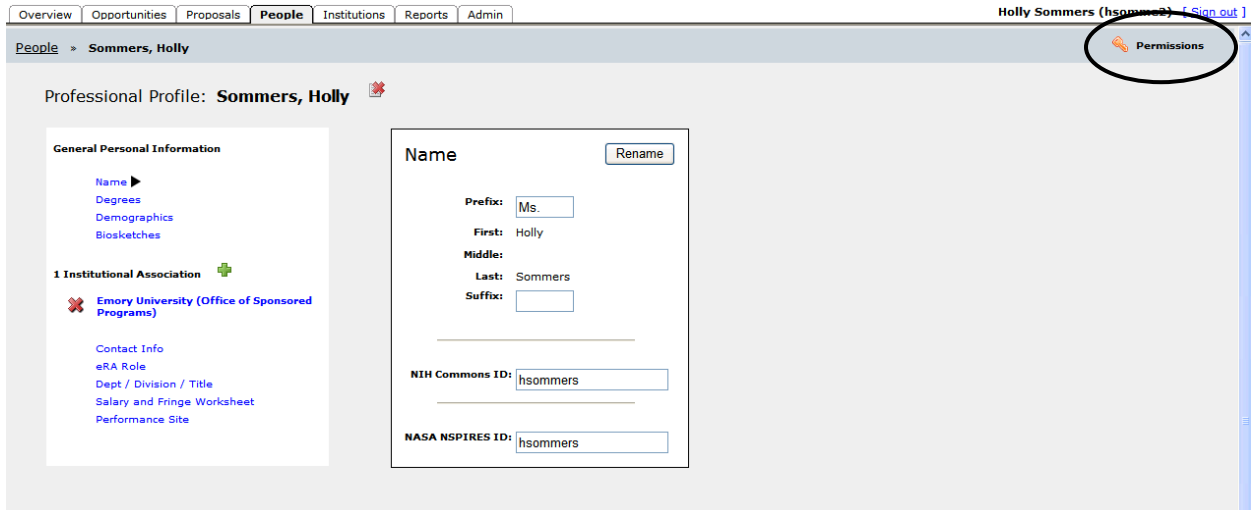 Overview Opportunities Proposals People Institutions Reports Admin Holly Sommers (hsomme2) [ Sign out ]
People » Sommers, Holly Permissions
Professional Profile: Sommers, Holly
General Personal Information
Name
Degrees
Demographics
Biosketches
1 Institutional Association
Emory University (Office of Sponsored
Programs)
Contact Info
eRA Role
Dept / Division / Title
Salary and Fringe Worksheet
Performance Site
Name Rename
Prefix: Ms.
First: Holly
Middle:
Last: Sommers
Suffix:
NIH Commons ID: hsommers
NASA NSPIRES ID: hsommers